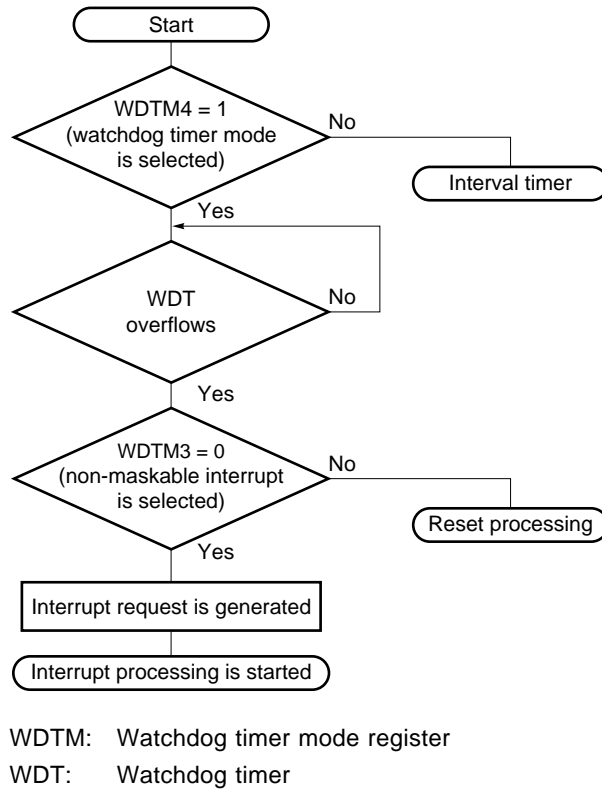 Start
WDTM4 = 1
(watchdog timer mode
is selected)
No
Interval timer
Yes
WDT
overflows
No
Yes
WDTM3 = 0
(non-maskable interrupt
is selected)
No
Reset processing
Yes
Interrupt request is generated
Interrupt processing is started
WDTM: Watchdog timer mode register
WDT: Watchdog timer